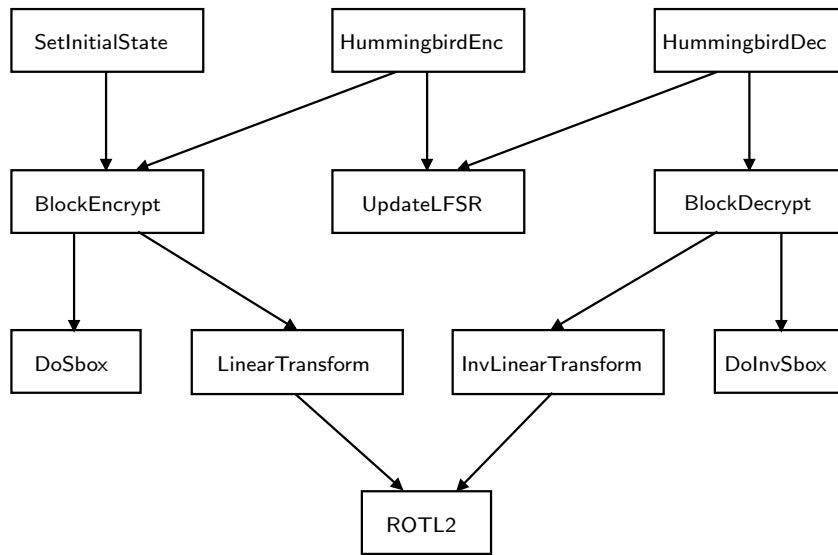 SetInitialState
HummingbirdEnc
HummingbirdDec
BlockEncrypt
UpdateLFSR
BlockDecrypt
DoSbox
LinearTransform
InvLinearTransform
DoInvSbox
ROTL2